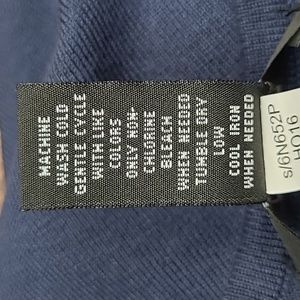 MACHINE
WASH COLD
GENTLE CYCLE
WITH LIKE
COLORS
ONLY NON-
CHLORINE
BLEACH
WHEN NEEDED
TUMBLE DRY
LOW
COOL IRON
WHEN NEEDED
s/6N652P
HO16